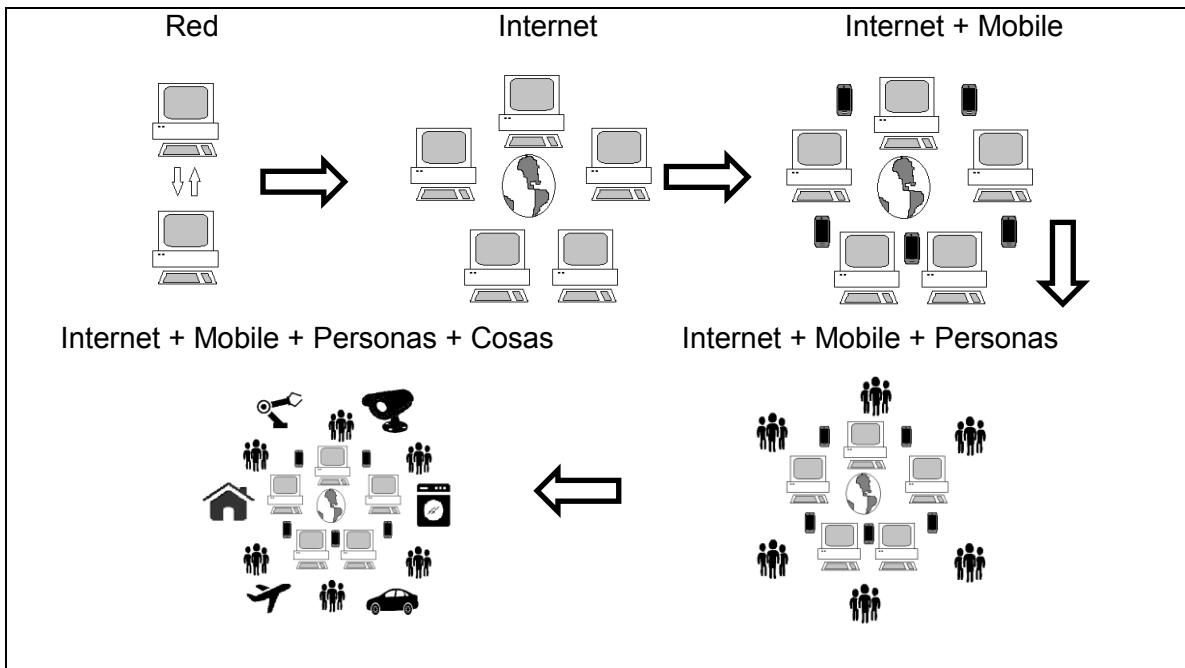 Red
Internet
Internet + Mobile
Internet + Mobile + Personas + Cosas
Internet + Mobile + Personas